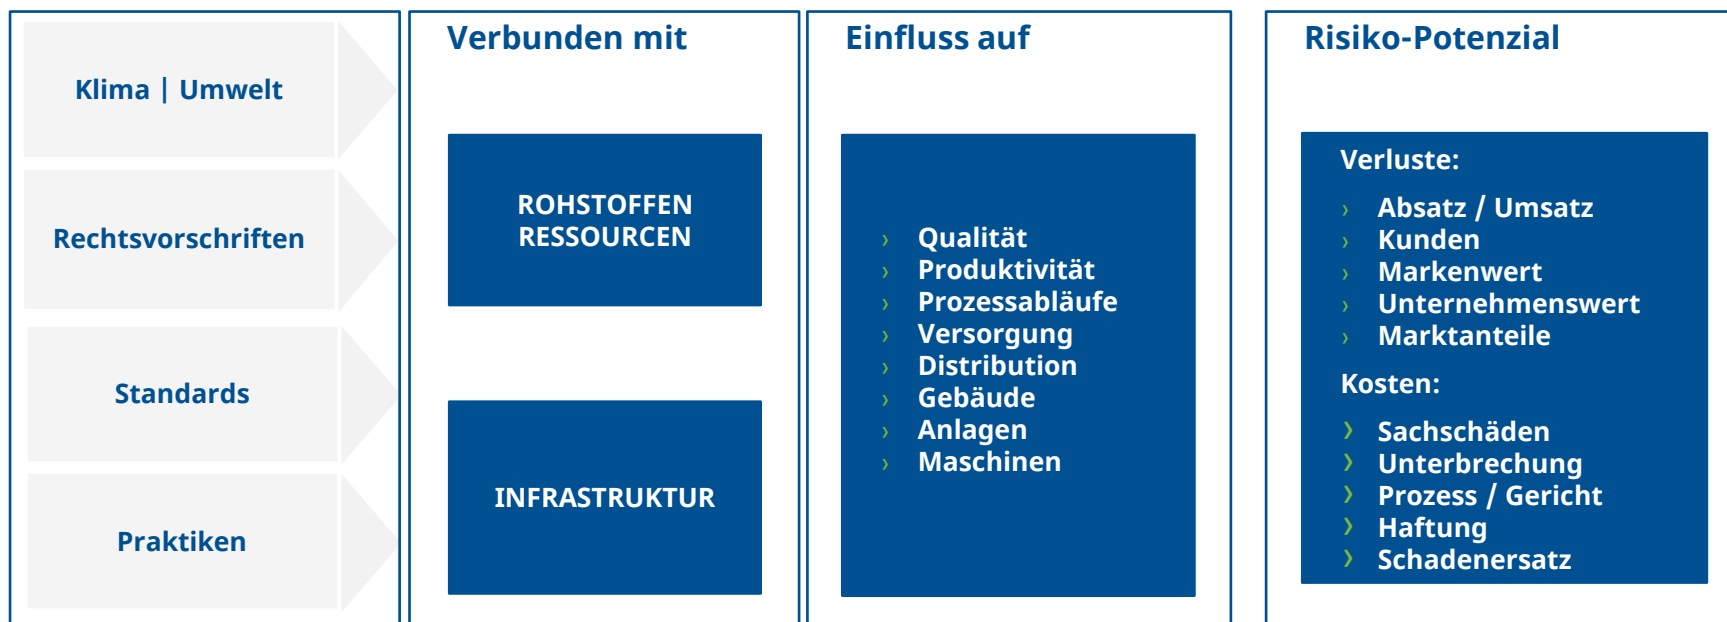 Klima | Umwelt
Rechtsvorschriften
Standards
Praktiken
Verbunden mit
ROHSTOFFEN
RESSOURCEN
INFRASTRUKTUR
Einfluss auf
› Qualität
› Produktivität
› Prozessabläufe
› Versorgung
› Distribution
› Gebäude
› Anlagen
› Maschinen
Risiko-Potenzial
Verluste:
› Absatz / Umsatz
› Kunden
› Markenwert
› Unternehmenswert
› Marktanteile
Kosten:
› Sachschäden
› Unterbrechung
› Prozess / Gericht
› Haftung
› Schadenersatz